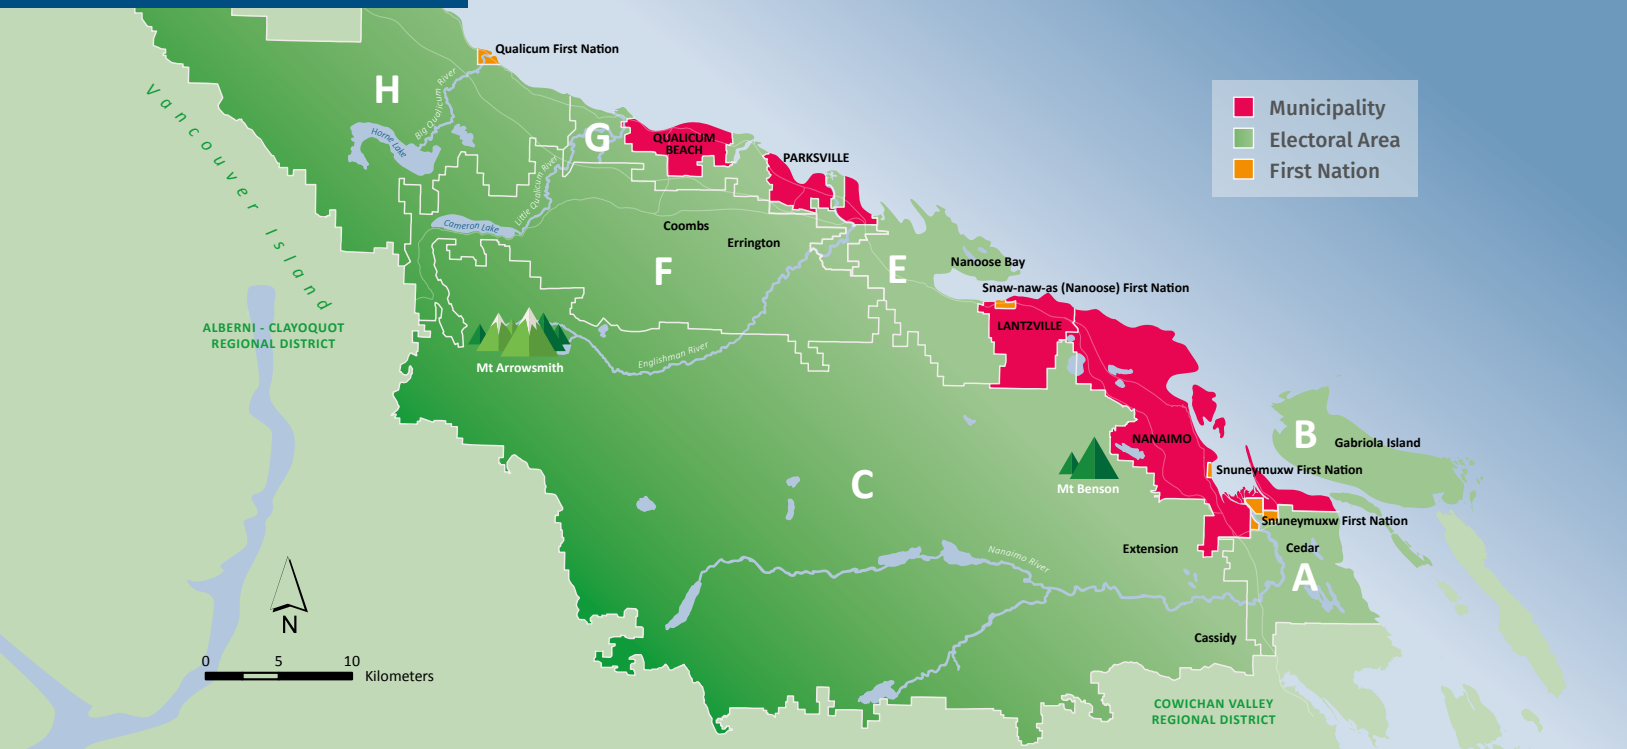 Qualicum First Nation
H
Big Qualicum River
Vancouver Island
Horne Lake
G
QUALICUM
BEACH
PARKSVILLE
Municipality
Electoral Area
First Nation
Little Qualicum River
Cameron Lake
Coombs
Errington
F
E
Nanoose Bay
Snaw-naw-as (Nanoose) First Nation
LANTZVILLE
ALBERNI - CLAYOQUOT
REGIONAL DISTRICT
Mt Arrowsmith
Englishman River
NANAIMO
B
Gabriola Island
Snuneymuxw First Nation
C
Mt Benson
Snuneymuxw First Nation
Extension
Nanaimo River
Cedar
A
Cassidy
N
0 5 10
Kilometers
COWICHAN VALLEY
REGIONAL DISTRICT